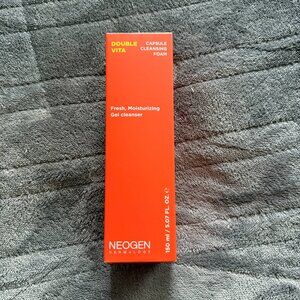 DOUBLE
VITA
CAPSULE
CLEANSING
FOAM
Fresh, Moisturizing
Gel cleanser
NEOGEN
DERMALOGY
150 ml / 5.07 FL. OZ. ℮